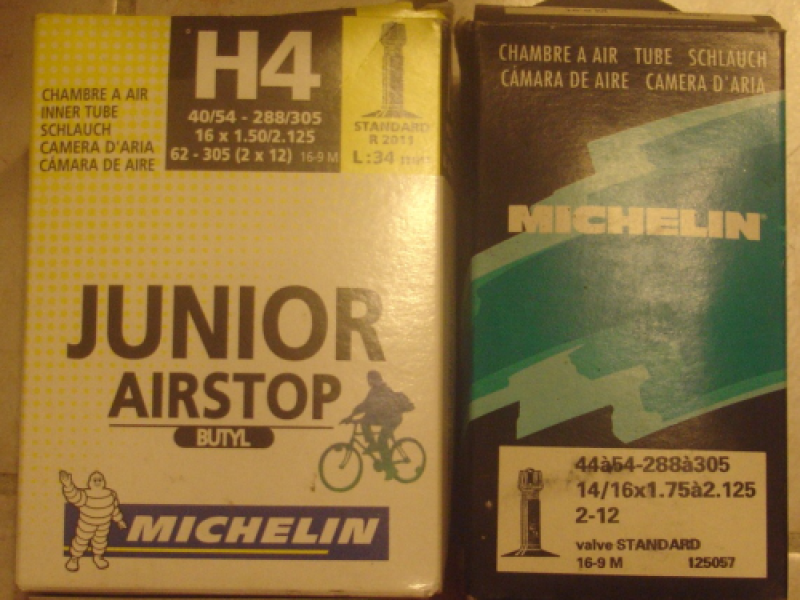 CHAMBRE A AIR
INNER TUBE
SCHLAUCH
CAMERA D'ARIA
CÁMARA DE AIRE
H4
40/54 - 288/305
16 x 1.50/2.125
62 - 305 (2 x 12) 16-9 M
STANDARD
R 2011
L:34 mm
JUNIOR
AIRSTOP
BUTYL
MICHELIN
CHAMBRE A AIR TUBE SCHLAUCH
CÁMARA DE AIRE CAMERA D'ARIA
MICHELIN
44à54-288à305
14/16x1.75à2.125
2-12
valve STANDARD
16-9 M 125057